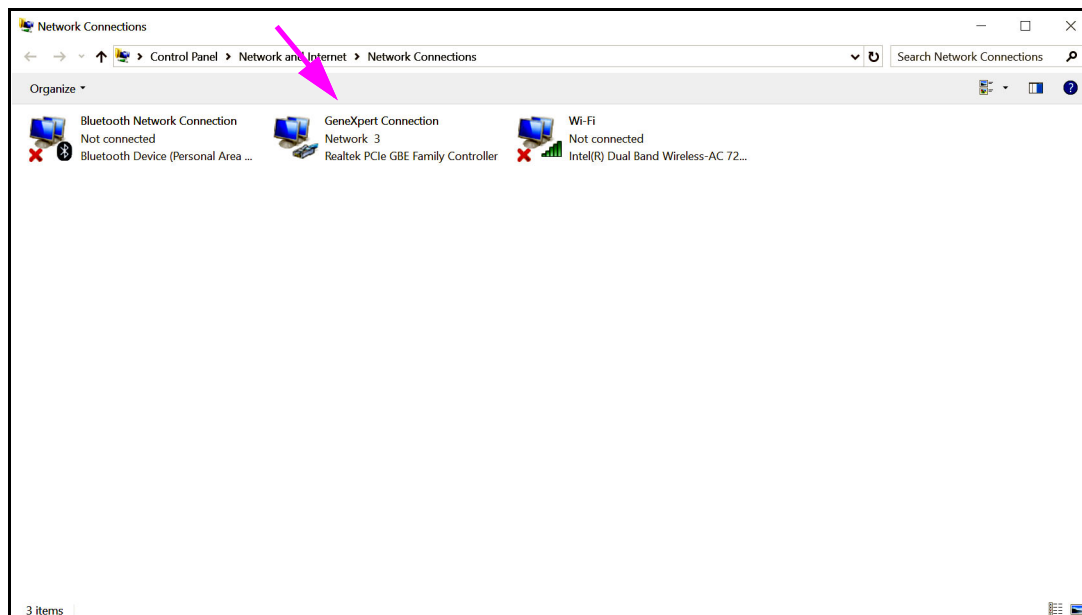 Network Connections
Control Panel > Network and Internet > Network Connections
Search Network Connections
Organize
Bluetooth Network Connection
Not connected
Bluetooth Device (Personal Area ...
GeneXpert Connection
Network 3
Realtek PCIe GBE Family Controller
Wi-Fi
Not connected
Intel(R) Dual Band Wireless-AC 72...
3 items